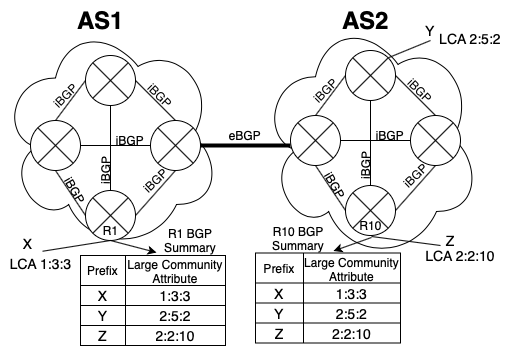 AS1
AS2
Y
LCA 2:5:2
iBGP
iBGP
iBGP
iBGP
iBGP
iBGP
eBGP
iBGP
iBGP
iBGP
iBGP
iBGP
iBGP
R1
R10
X
LCA 1:3:3
Z
LCA 2:2:10
R1 BGP
Summary
Prefix
Large Community
Attribute
X 1:3:3
Y 2:5:2
Z 2:2:10
R10 BGP
Summary
Prefix
Large Community
Attribute
X 1:3:3
Y 2:5:2
Z 2:2:10